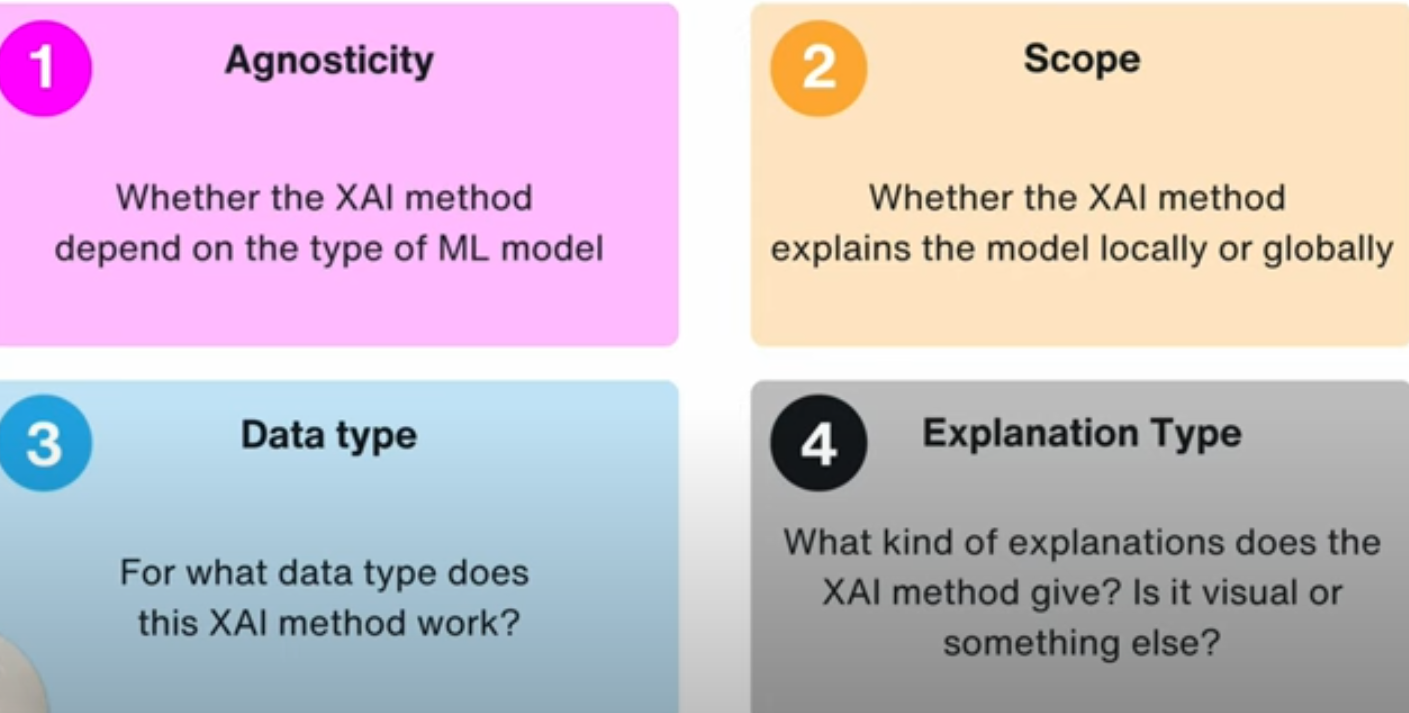 1
Agnosticity
Whether the XAI method
depend on the type of ML model
2
Scope
Whether the XAI method
explains the model locally or globally
3
Data type
For what data type does
this XAI method work?
4
Explanation Type
What kind of explanations does the
XAI method give? Is it visual or
something else?